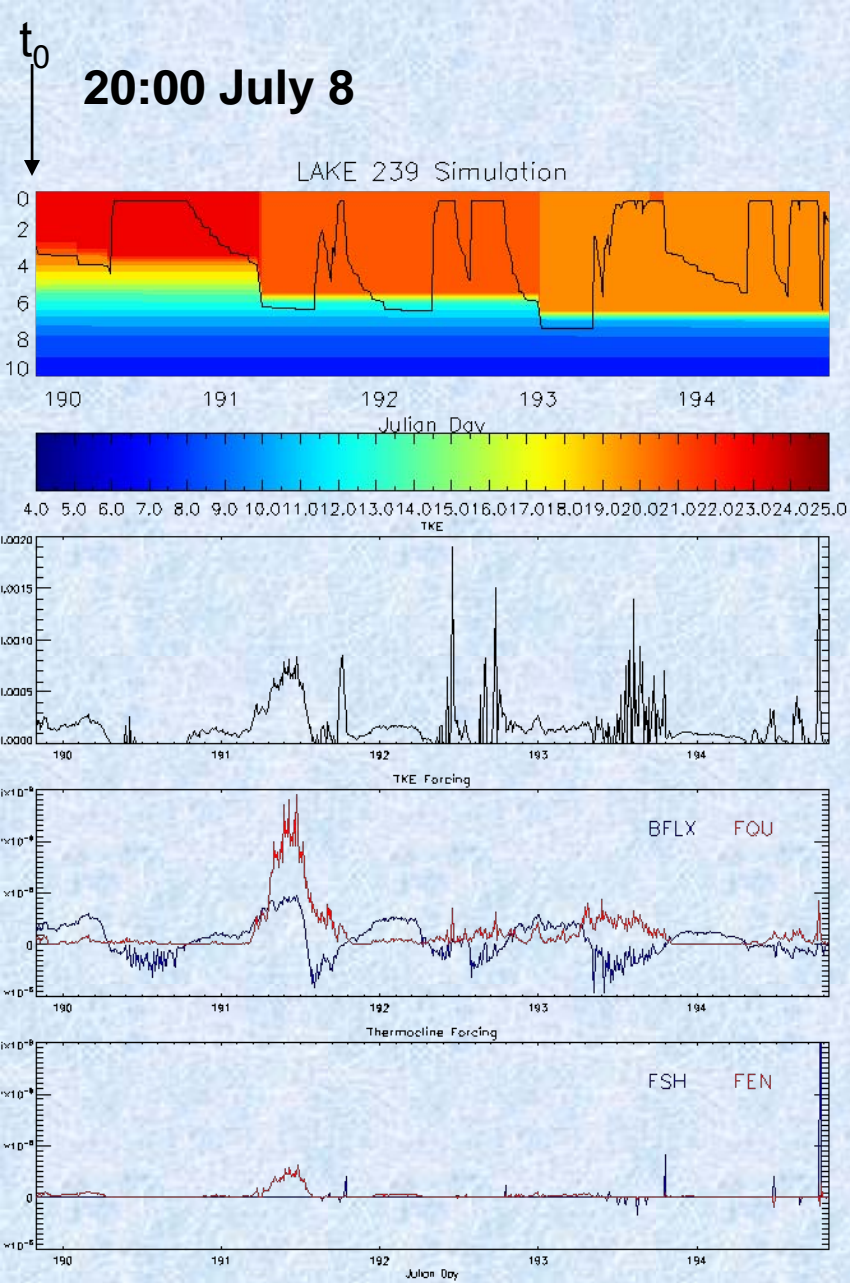 t0
20:00 July 8
LAKE 239 Simulation
0
2
4
6
8
10
190 191 192 193 194
Julian Day
4.0 5.0 6.0 7.0 8.0 9.0 10.011.012.013.014.015.016.017.018.019.020.021.022.023.024.025.0
TKE
.0020
.0015
.0010
.0005
.0000
190 191 192 193 194
TKE Forcing
BFLX FQU
0
190 191 192 193 194
Thermocline Forcing
FSH FEN
0
190 191 192 193 194
Julian Day